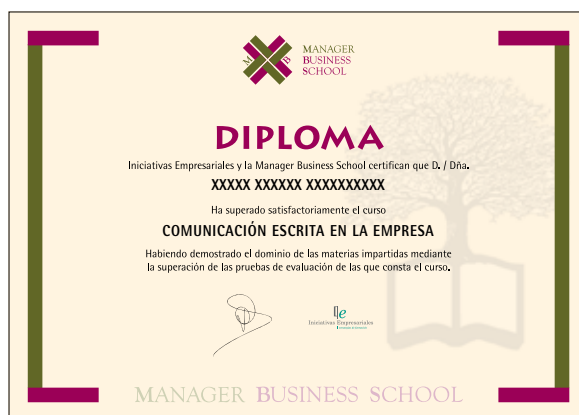 M B
MANAGER
BUSINESS
SCHOOL
DIPLOMA
Iniciativas Empresariales y la Manager Business School certifican que D. / Dña.
XXXXX XXXXXX XXXXXXXXXX
Ha superado satisfactoriamente el curso
COMUNICACIÓN ESCRITA EN LA EMPRESA
Habiendo demostrado el dominio de las materias impartidas mediante
la superación de las pruebas de evaluación de las que consta el curso.
Iniciativas Empresariales
MANAGER BUSINESS SCHOOL